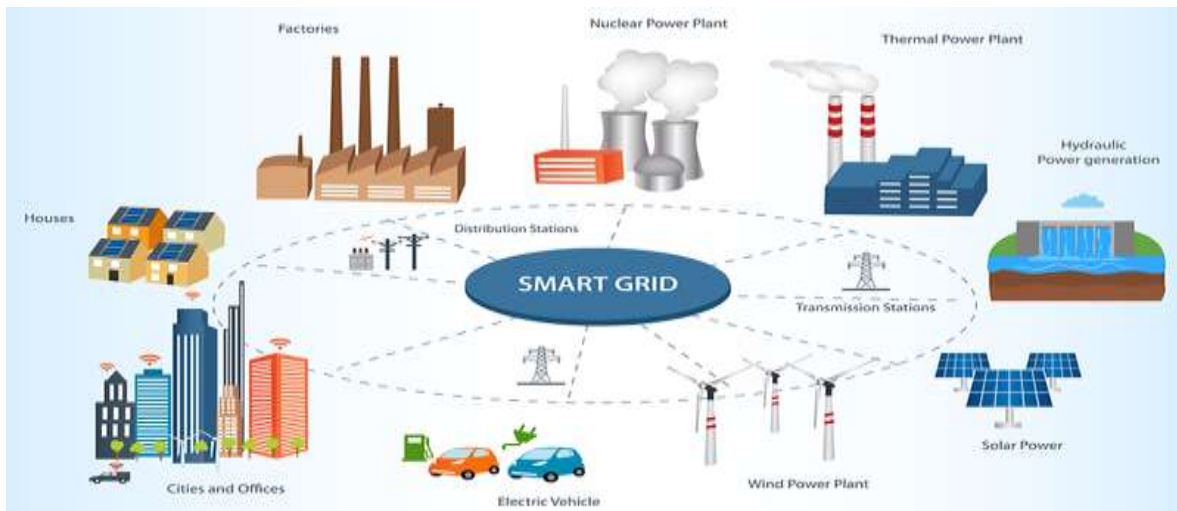 Nuclear Power Plant
Factories
Thermal Power Plant
Hydraulic
Power generation
Houses
Distribution Stations
SMART GRID
Transmission Stations
Solar Power
Wind Power Plant
Cities and Offices
Electric Vehicle